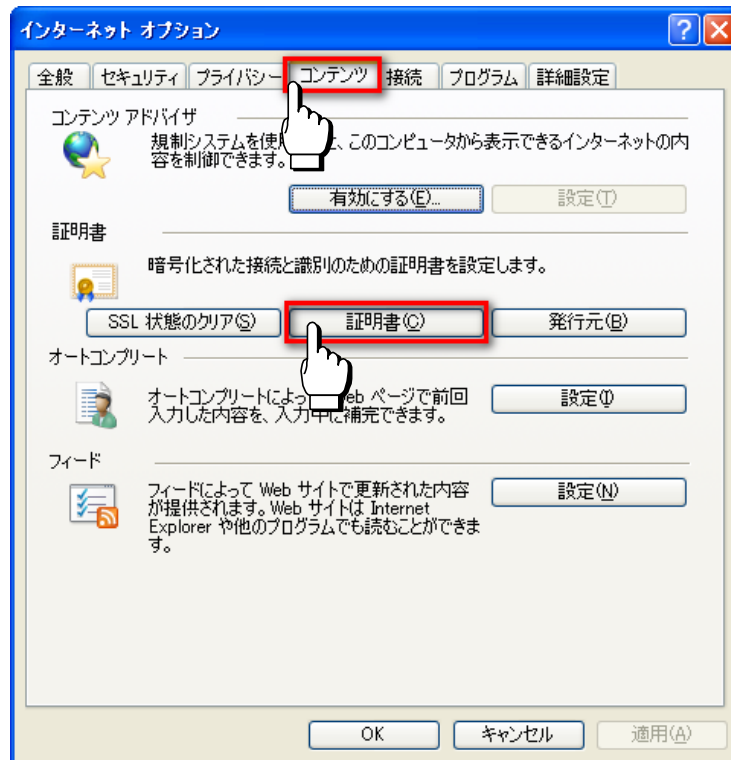 インターネット オプション
全般 セキュリティ プライバシー コンテンツ 接続 プログラム 詳細設定
コンテンツ アドバイザ
規制システムを使 、このコンピュータから表示できるインターネットの内
容を制御できます。
有効にする(E)... 設定(T)
証明書
暗号化された接続と識別のための証明書を設定します。
SSL 状態のクリア(S) 証明書(C) 発行元(B)
オートコンプリート
オートコンプリートによっ eb ページで前回
入力した内容を、入力中に補完できます。
設定(I)
フィード
フィードによって Web サイトで更新された内容
が提供されます。Web サイトは Internet
Explorer や他のプログラムでも読むことができま
す。
設定(N)
OK キャンセル 適用(A)